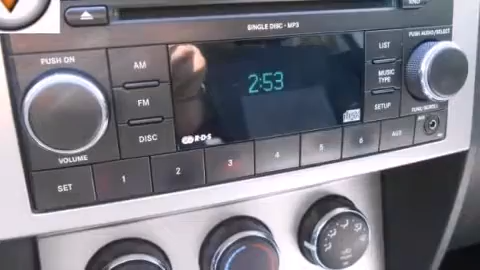 SINGLE DISC • MP3
PUSH AUDIO/SELECT
PUSH ON
AM
LIST
2:53
FM
MUSIC TYPE
DISC
SETUP
TUNE/SCROLL
VOLUME
R·D·S
SET 1 2 3 4 5 6 AUX